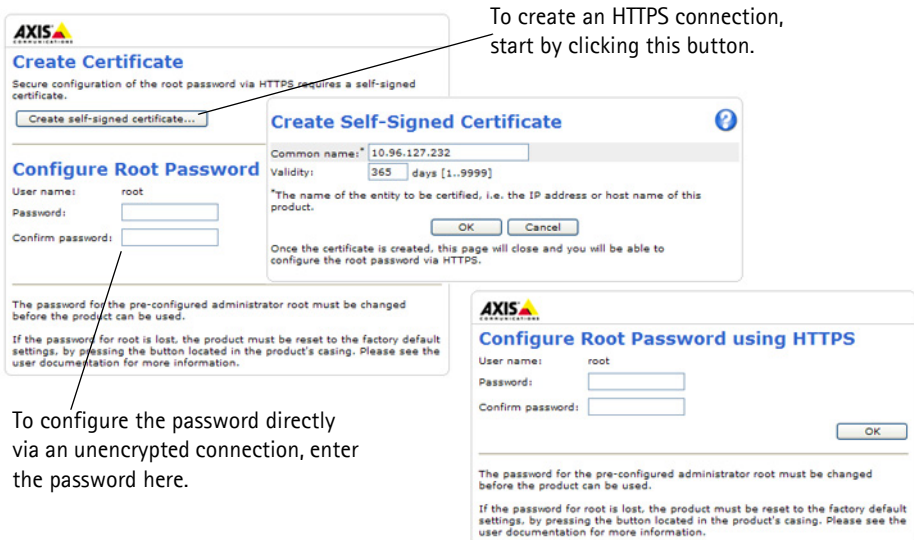 To create an HTTPS connection,
start by clicking this button.
AXIS
COMMUNICATIONS
Create Certificate
Secure configuration of the root password via HTTPS requires a self-signed
certificate.
Create self-signed certificate...
Configure Root Password
User name: root
Password:
Confirm password:
The password for the pre-configured administrator root must be changed
before the product can be used.
If the password for root is lost, the product must be reset to the factory default
settings, by pressing the button located in the product's casing. Please see the
user documentation for more information.
Create Self-Signed Certificate
?
Common name:* 10.96.127.232
Validity: 365 days [1..9999]
*The name of the entity to be certified, i.e. the IP address or host name of this
product.
OK Cancel
Once the certificate is created, this page will close and you will be able to
configure the root password via HTTPS.
To configure the password directly
via an unencrypted connection, enter
the password here.
AXIS
COMMUNICATIONS
Configure Root Password using HTTPS
User name: root
Password:
Confirm password:
OK
The password for the pre-configured administrator root must be changed
before the product can be used.
If the password for root is lost, the product must be reset to the factory default
settings, by pressing the button located in the product's casing. Please see the
user documentation for more information.